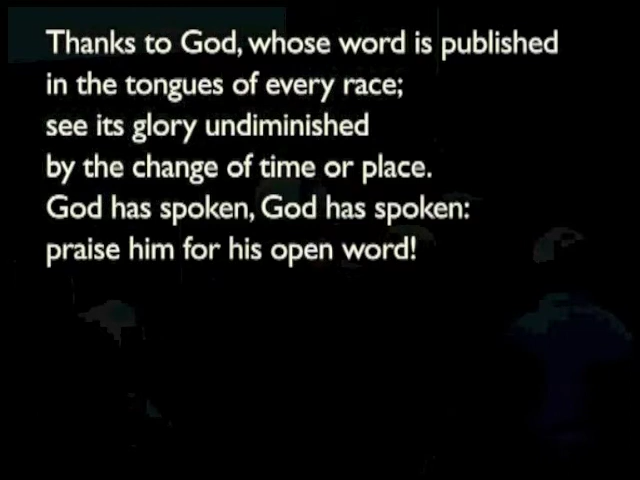 Thanks to God, whose word is published
in the tongues of every race;
see its glory undiminished
by the change of time or place.
God has spoken, God has spoken:
praise him for his open word!